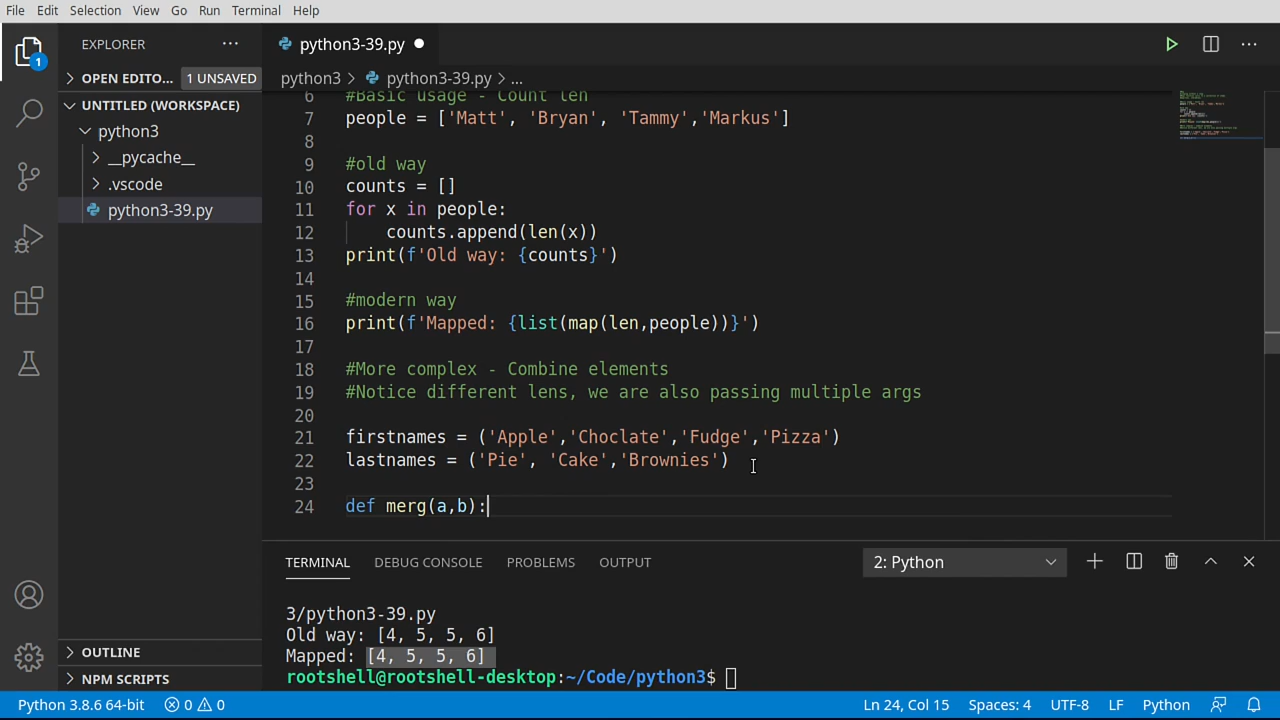 File Edit View Go Run Terminal Help
EXPLORER ···
python3-39.py
1
OPEN EDITO... 1 UNSAVED
python3 > python3-39.py > ...
UNTITLED (WORKSPACE)
python3
__pycache__
.vscode
python3-39.py
6 #Basic usage - Count len
7 people = ['Matt', 'Bryan', 'Tammy','Markus']
8
9 #old way
10 counts = []
11 for x in people:
12 counts.append(len(x))
13 print(f'Old way: {counts}')
14
15 #modern way
16 print(f'Mapped: {list(map(len,people))}')
17
18 #More complex - Combine elements
19 #Notice different lens, we are also passing multiple args
20
21 firstnames = ('Apple','Choclate','Fudge','Pizza')
22 lastnames = ('Pie', 'Cake','Brownies')
23
24 def merg(a,b):
TERMINAL DEBUG CONSOLE PROBLEMS OUTPUT 2: Python
3/python3-39.py
Old way: [4, 5, 5, 6]
Mapped: [4, 5, 5, 6]
rootshell@rootshell-desktop:~/Code/python3$
OUTLINE
NPM SCRIPTS
Python 3.8.6 64-bit 0 0 Ln 24, Col 15 Spaces: 4 UTF-8 LF Python